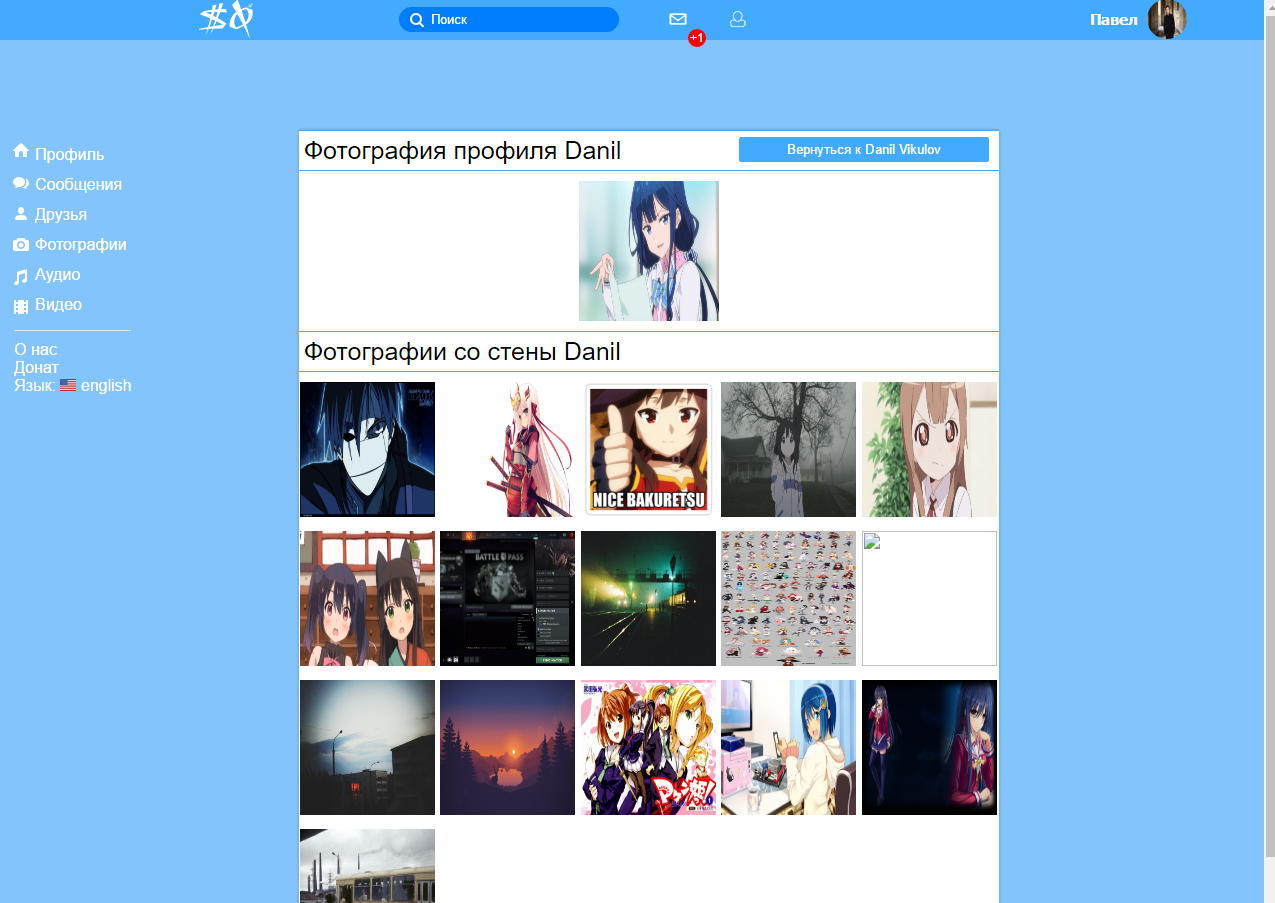 $0
Поиск
+1
Павел
Профиль
Сообщения
Друзья
Фотографии
Аудио
Видео
О нас
Донат
Язык: english
Фотография профиля Danil
Вернуться к Danil Vikulov
Фотографии со стены Danil
NICE BAKURETSU
BATTLE PASS